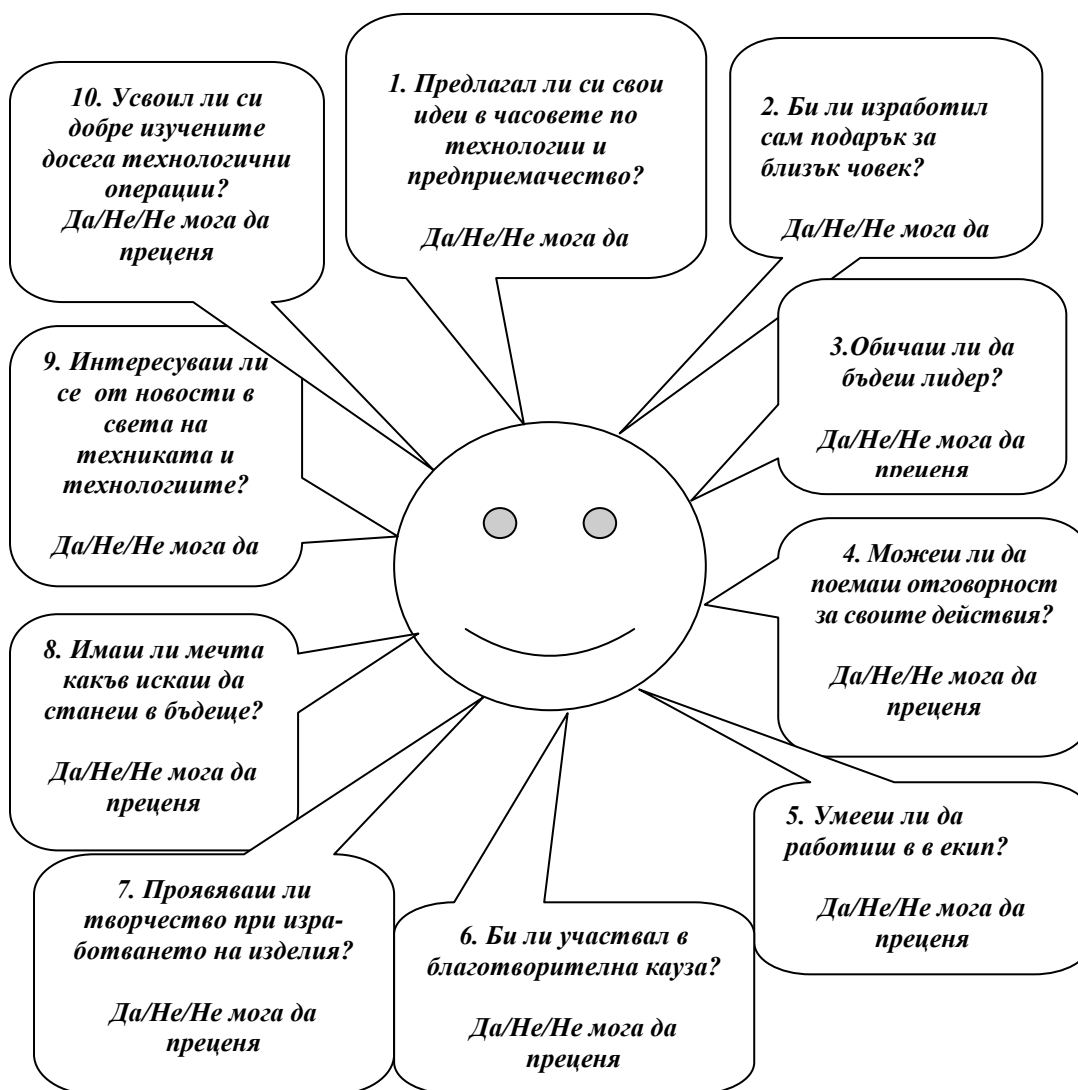 1. Предлагал ли си свои
идеи в часовете по
технологии и
предприемачество?
Да/Не/Не мога да
2. Би ли изработил
сам подарък за
близък човек?
Да/Не/Не мога да
3.Обичаш ли да
бъдеш лидер?
Да/Не/Не мога да
преценя
4. Можеш ли да
поемаш отговорност
за своите действия?
Да/Не/Не мога да
преценя
5. Умееш ли да
работиш в в екип?
Да/Не/Не мога да
преценя
6. Би ли участвал в
благотворителна кауза?
Да/Не/Не мога да
преценя
7. Проявяваш ли
творчество при изра-
ботването на изделия?
Да/Не/Не мога да
преценя
8. Имаш ли мечта
какъв искаш да
станеш в бъдеще?
Да/Не/Не мога да
преценя
9. Интересуваш ли
се от новости в
света на
техниката и
технологиите?
Да/Не/Не мога да
10. Усвоил ли си
добре изучените
досега технологични
операции?
Да/Не/Не мога да
преценя